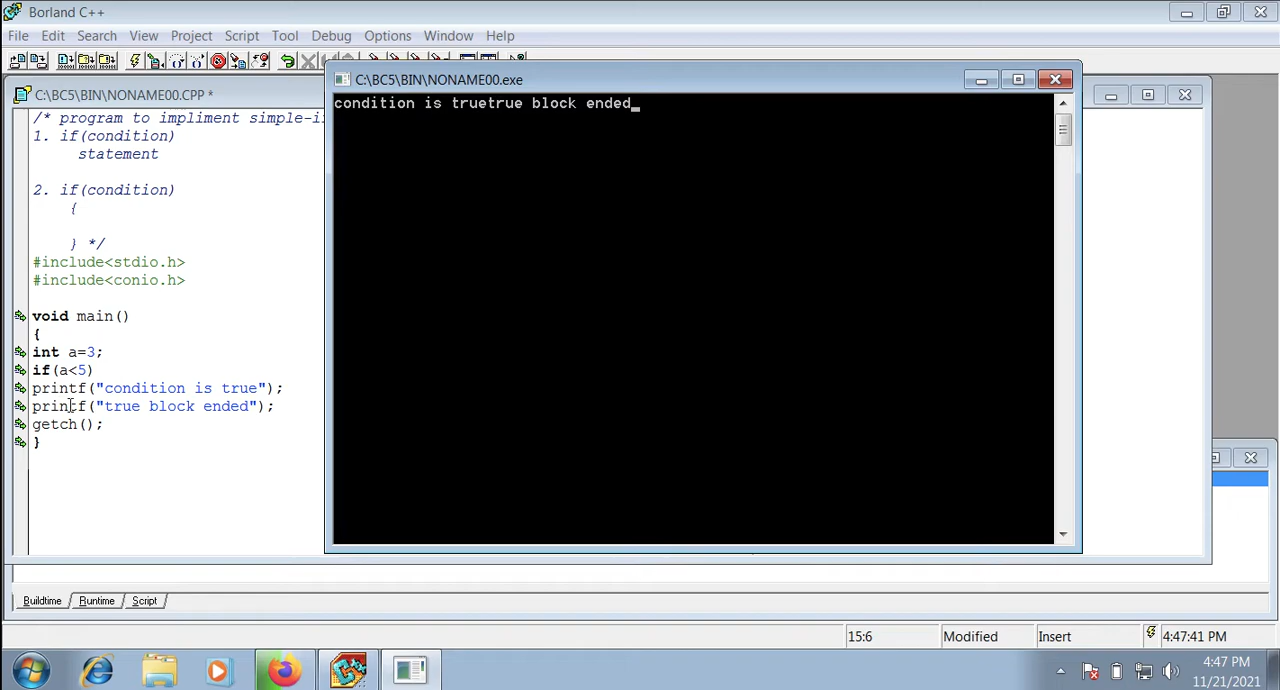 Borland C++
File Edit Search View Project Script Tool Debug Options Window Help
C:\BC5\BIN\NONAME00.exe
C:\BC5\BIN\NONAME00.CPP *
condition is truetrue block ended_
/* program to impliment simple-i
1. if(condition)
statement
2. if(condition)
{
} */
#include<stdio.h>
#include<conio.h>
void main()
{
int a=3;
if(a<5)
printf("condition is true");
printf("true block ended");
getch();
}
Buildtime Runtime Script
15:6 Modified Insert 4:47:41 PM
4:47 PM
11/21/2021